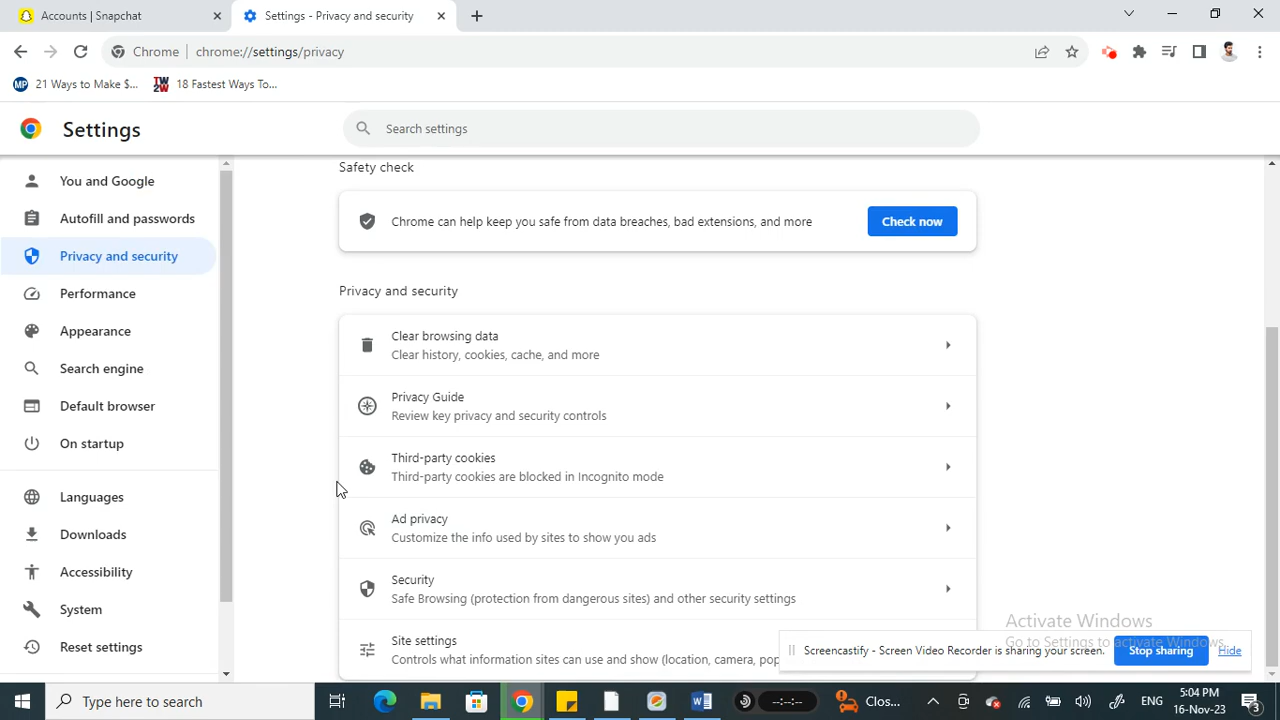 Accounts | Snapchat
Settings - Privacy and security
Chrome
chrome://settings/privacy
21 Ways to Make $...
18 Fastest Ways To...
Settings
Search settings
You and Google
Autofill and passwords
Privacy and security
Performance
Appearance
Search engine
Default browser
On startup
Languages
Downloads
Accessibility
System
Reset settings
Safety check
Chrome can help keep you safe from data breaches, bad extensions, and more
Check now
Privacy and security
Clear browsing data
Clear history, cookies, cache, and more
Privacy Guide
Review key privacy and security controls
Third-party cookies
Third-party cookies are blocked in Incognito mode
Ad privacy
Customize the info used by sites to show you ads
Security
Safe Browsing (protection from dangerous sites) and other security settings
Site settings
Controls what information sites can use and show (location, camera, pop
Activate Windows
Go to Settings to activate Windows.
Screencastify - Screen Video Recorder is sharing your screen.
Stop sharing
Hide
Type here to search
--:--:--
Clos...
ENG
5:04 PM
16-Nov-23